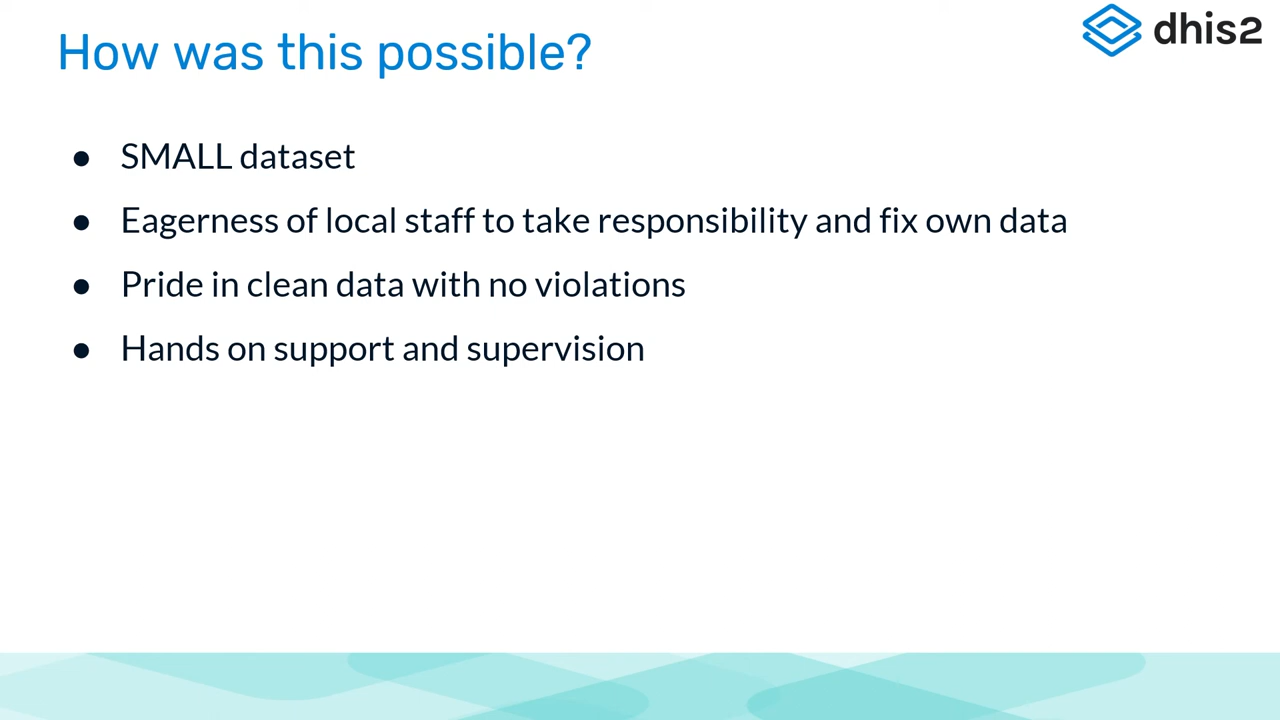 How was this possible?
dhis2
● SMALL dataset
● Eagerness of local staff to take responsibility and fix own data
● Pride in clean data with no violations
● Hands on support and supervision